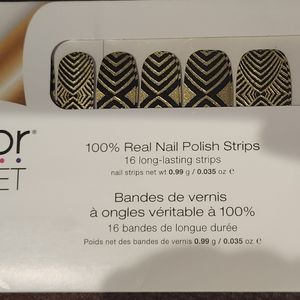 or®
ET
100% Real Nail Polish Strips
16 long-lasting strips
nail strips net wt 0.99 g / 0.035 oz ℮
Bandes de vernis
à ongles véritable à 100%
16 bandes de longue durée
Poids net des bandes de vernis 0.99 g / 0.035 oz ℮